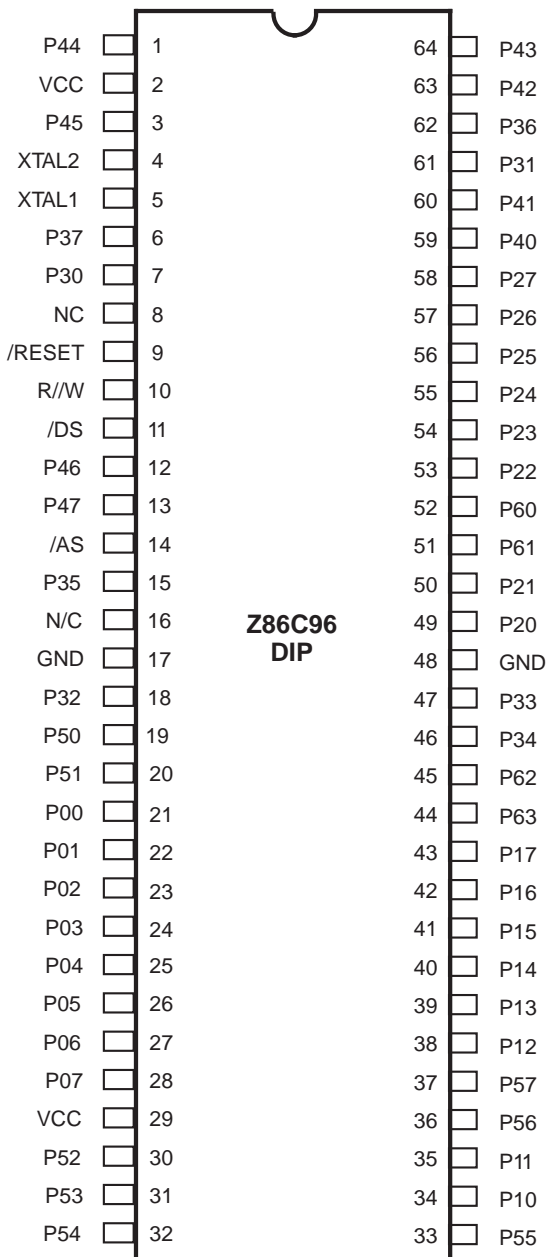 P44 1 64 P43
VCC 2 63 P42
P45 3 62 P36
XTAL2 4 61 P31
XTAL1 5 60 P41
P37 6 59 P40
P30 7 58 P27
NC 8 57 P26
/RESET 9 56 P25
R//W 10 55 P24
/DS 11 54 P23
P46 12 53 P22
P47 13 52 P60
/AS 14 51 P61
P35 15 50 P21
N/C 16 Z86C96 49 P20
GND 17 DIP 48 GND
P32 18 47 P33
P50 19 46 P34
P51 20 45 P62
P00 21 44 P63
P01 22 43 P17
P02 23 42 P16
P03 24 41 P15
P04 25 40 P14
P05 26 39 P13
P06 27 38 P12
P07 28 37 P57
VCC 29 36 P56
P52 30 35 P11
P53 31 34 P10
P54 32 33 P55